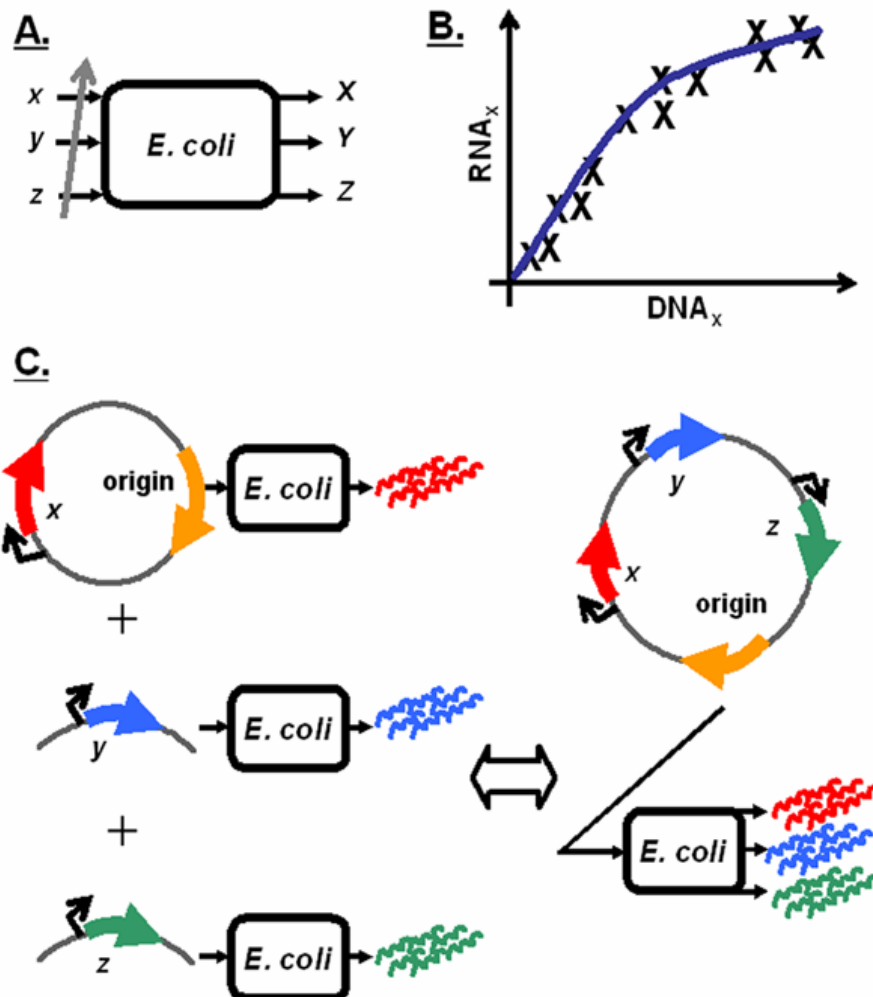 A.
x
y
z
E. coli
X
Y
Z
B.
RNAx
DNAx
X X X X X X X X X X X X X X
C.
x
origin
E. coli
+
y
E. coli
+
z
E. coli
y
z
x
origin
E. coli